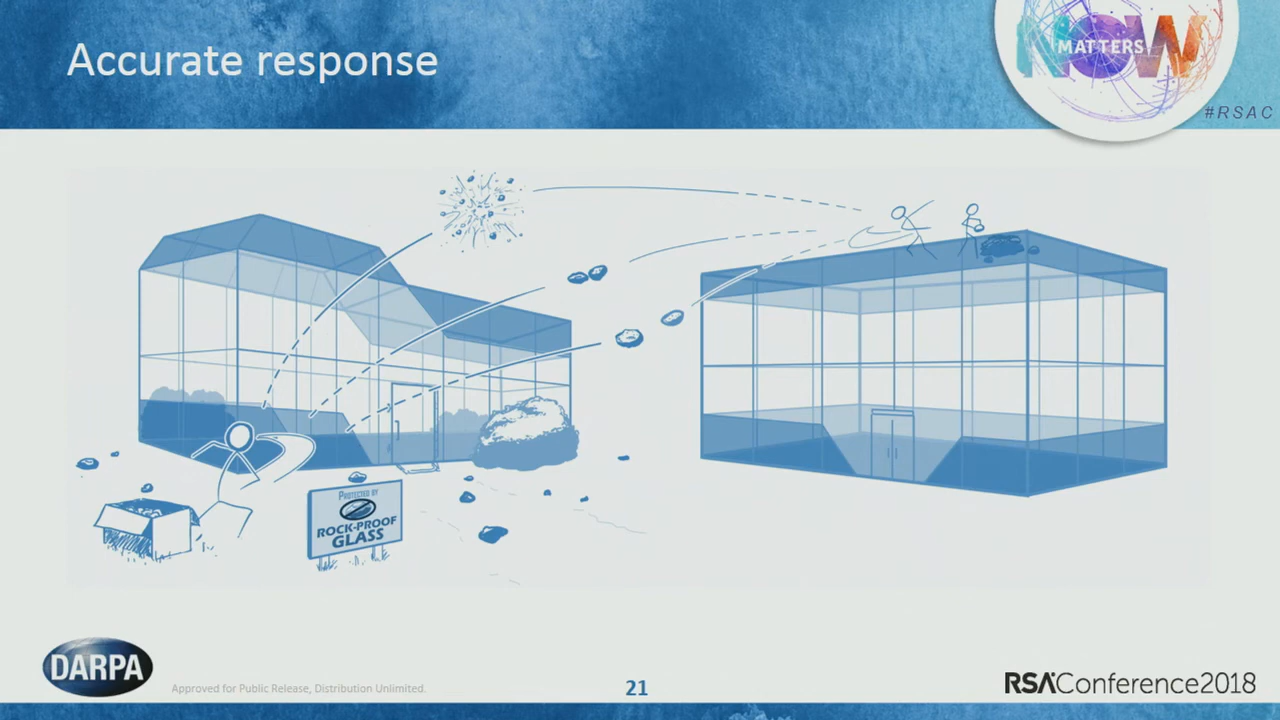 Accurate response
NOW
MATTERS
#RSAC
PROTECTED BY
ROCK-PROOF
GLASS
DARPA
Approved for Public Release, Distribution Unlimited.
21
RSAConference2018